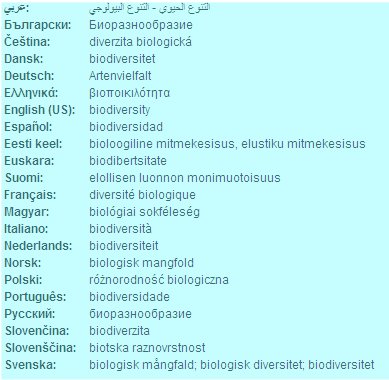 عربي: التنوع الحيوي - التنوع البيولوجي
Български: Биоразнообразие
Čeština: diverzita biologická
Dansk: biodiversitet
Deutsch: Artenvielfalt
Ελληνικά: βιοποικιλότητα
English (US): biodiversity
Español: biodiversidad
Eesti keel: bioloogiline mitmekesisus, elustiku mitmekesisus
Euskara: biodibertsitate
Suomi: elollisen luonnon monimuotoisuus
Français: diversité biologique
Magyar: biológiai sokféleség
Italiano: biodiversità
Nederlands: biodiversiteit
Norsk: biologisk mangfold
Polski: różnorodność biologiczna
Português: biodiversidade
Русский: биоразнообразие
Slovenčina: biodiverzita
Slovenščina: biotska raznovrstnost
Svenska: biologisk mångfald; biologisk diversitet; biodiversitet